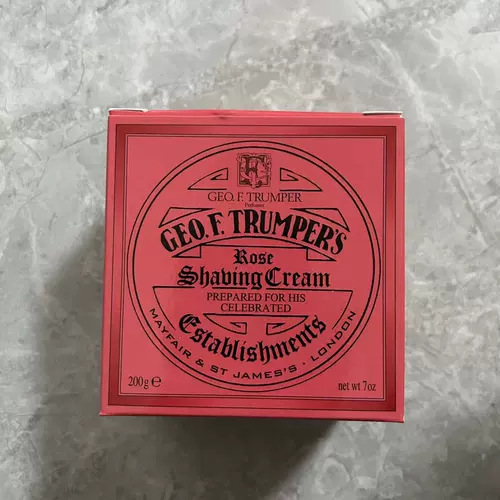 GEO. F. TRUMPER
Perfumer
GEO. F. TRUMPER'S
Rose
Shaving Cream
PREPARED FOR HIS
CELEBRATED
Establishments
MAYFAIR & ST JAMES'S · LONDON
200g ℮
net wt 7oz